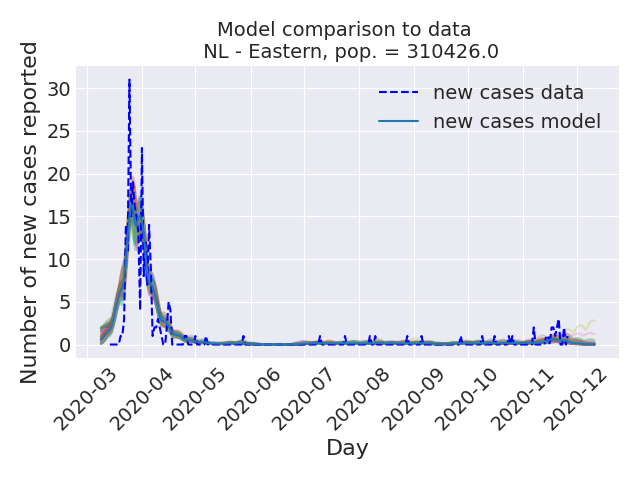 Model comparison to data
NL - Eastern, pop. = 310426.0
Number of new cases reported
30
25
20
15
10
5
0
new cases data
new cases model
2020-03
2020-04
2020-05
2020-06
2020-07
2020-08
2020-09
2020-10
2020-11
2020-12
Day